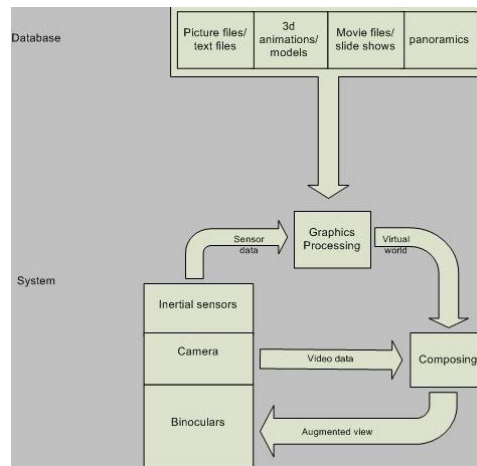 Database
Picture files/
text files
3d
animations/
models
Movie files/
slide shows
panoramics
Graphics
Processing
Sensor
data
Virtual
world
System
Inertial sensors
Camera
Video data
Composing
Binoculars
Augmented view